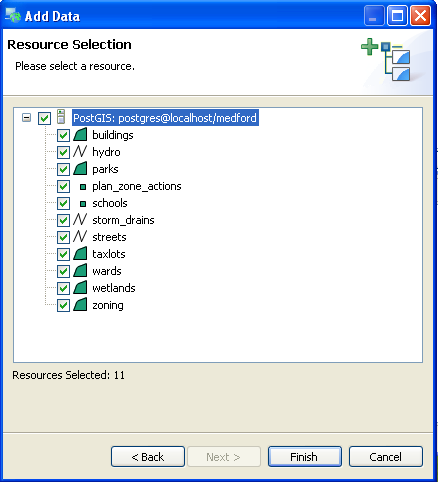 Add Data
Resource Selection
Please select a resource.
PostGIS: postgres@localhost/medford
buildings
hydro
parks
plan_zone_actions
schools
storm_drains
streets
taxlots
wards
wetlands
zoning
Resources Selected: 11
< Back Next > Finish Cancel